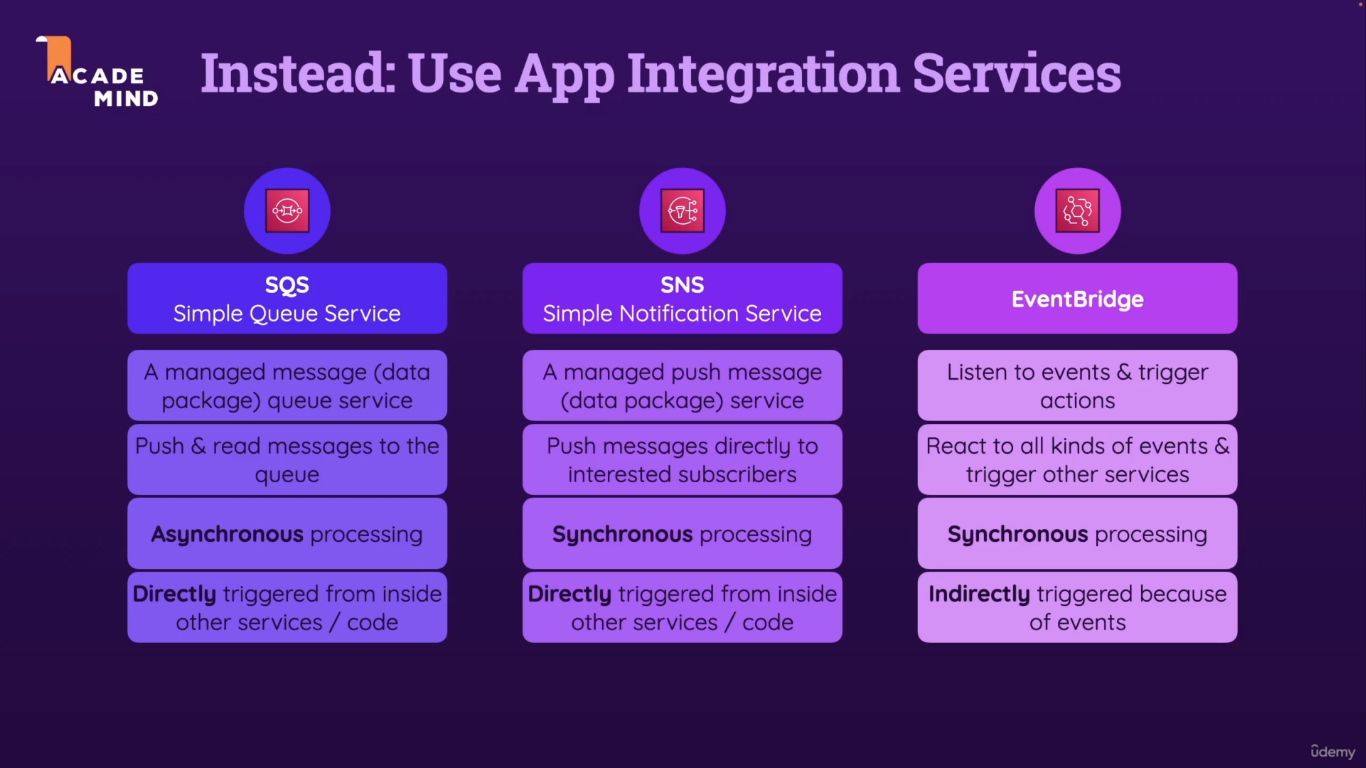 ACADE
MIND
Instead: Use App Integration Services
SQS
Simple Queue Service
A managed message (data
package) queue service
Push & read messages to the
queue
Asynchronous processing
Directly triggered from inside
other services / code
SNS
Simple Notification Service
A managed push message
(data package) service
Push messages directly to
interested subscribers
Synchronous processing
Directly triggered from inside
other services / code
EventBridge
Listen to events & trigger
actions
React to all kinds of events &
trigger other services
Synchronous processing
Indirectly triggered because
of events
udemy